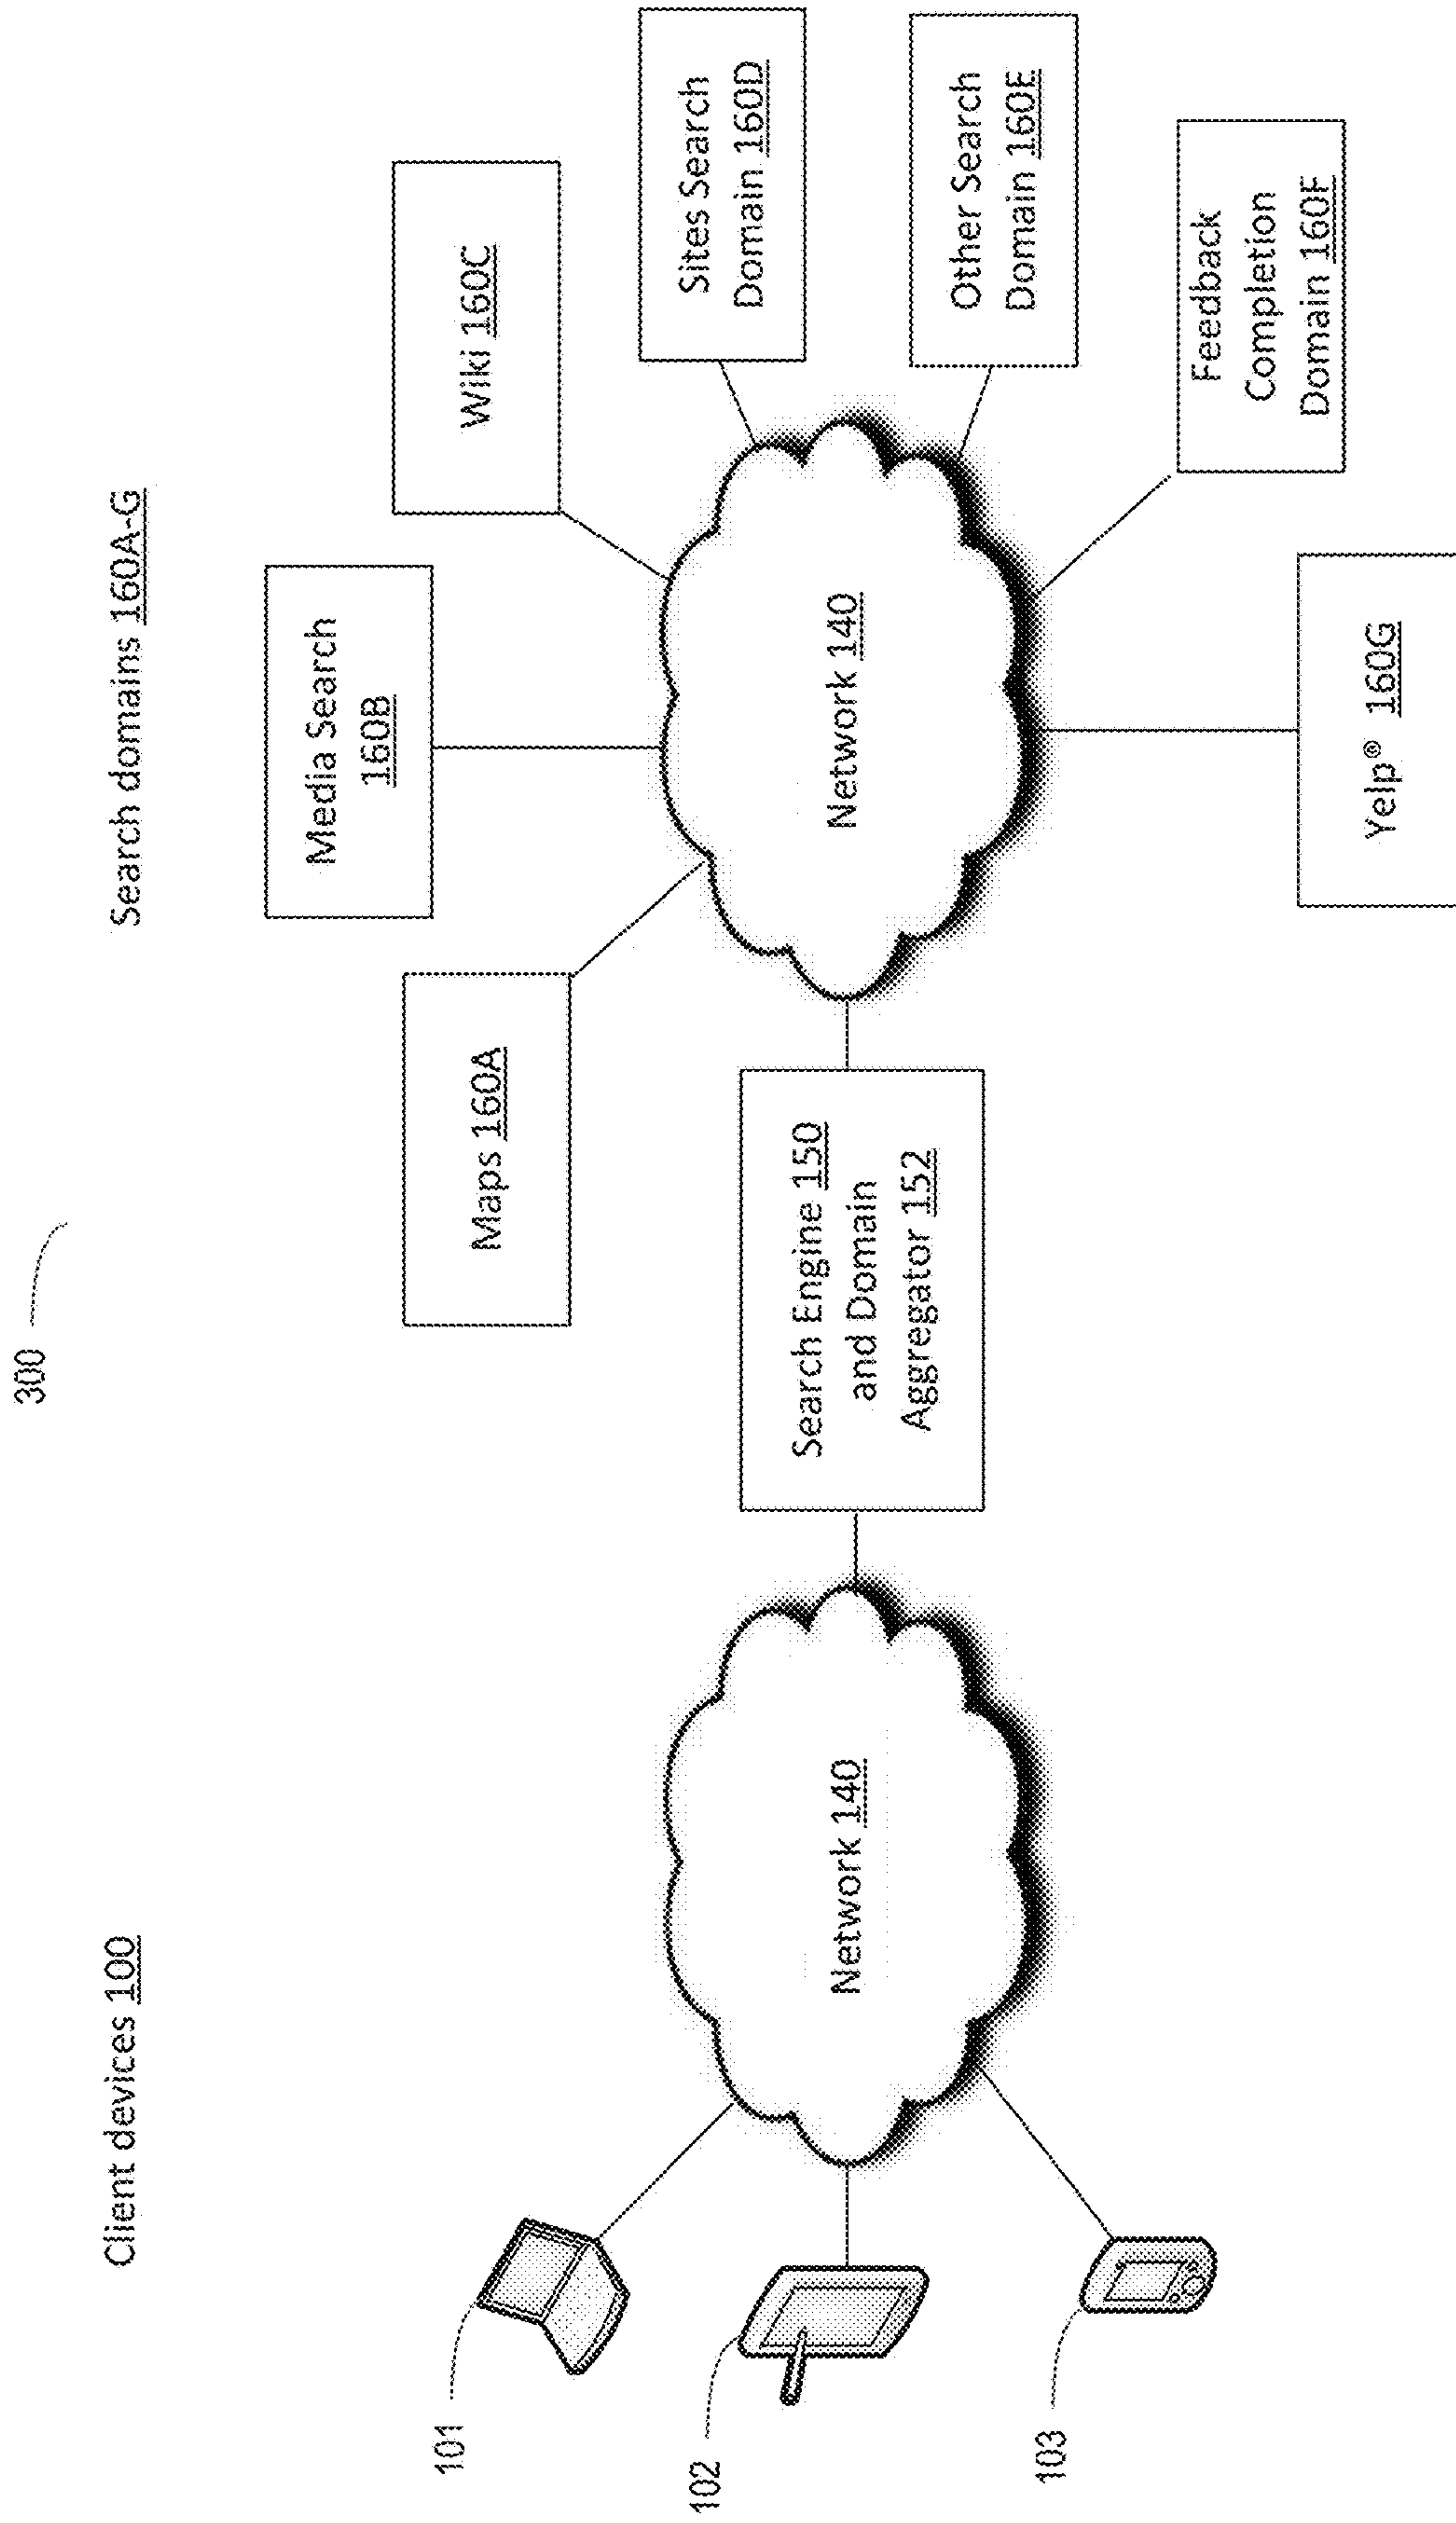 300
Client devices 100
Search domains 160A-G
101
102
103
Network 140
Search Engine 150
and Domain
Aggregator 152
Network 140
Maps 160A
Media Search
160B
Wiki 160C
Sites Search
Domain 160D
Other Search
Domain 160E
Feedback
Completion
Domain 160F
Yelp® 160G